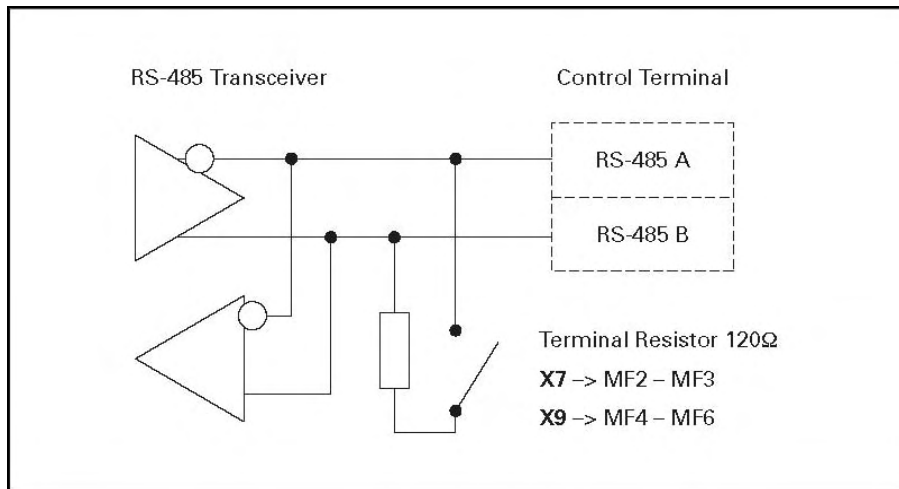 RS-485 Transceiver
Control Terminal
RS-485 A
RS-485 B
Terminal Resistor 120Ω
X7 –> MF2 – MF3
X9 –> MF4 – MF6